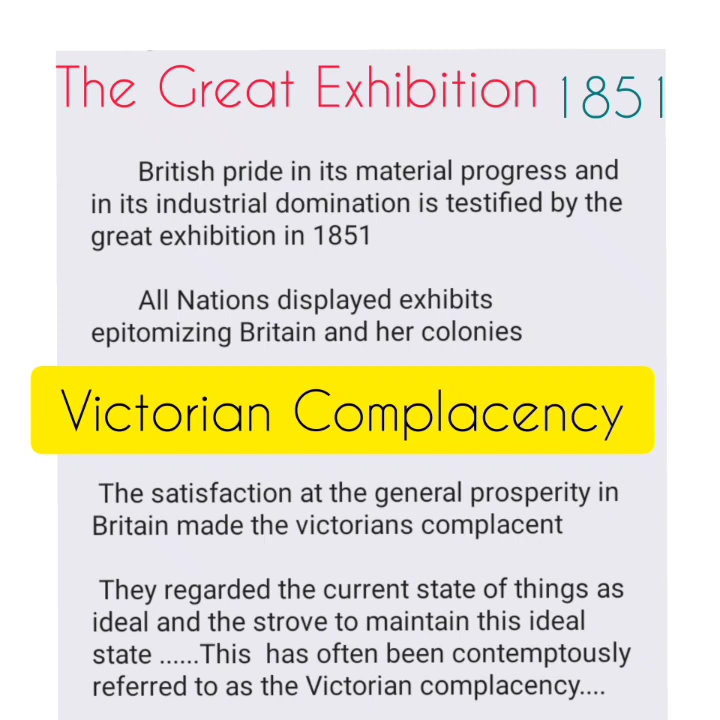 The Great Exhibition 1851
British pride in its material progress and
in its industrial domination is testified by the
great exhibition in 1851
All Nations displayed exhibits
epitomizing Britain and her colonies
Victorian Complacency
The satisfaction at the general prosperity in
Britain made the victorians complacent
They regarded the current state of things as
ideal and the strove to maintain this ideal
state ......This has often been contemptously
referred to as the Victorian complacency....